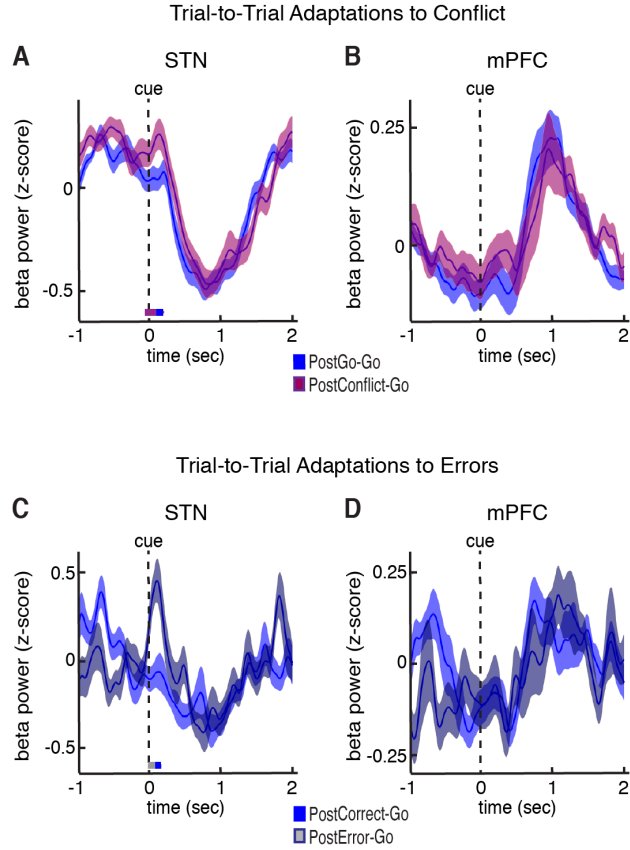 Trial-to-Trial Adaptations to Conflict
A
STN
B
mPFC
cue
cue
beta power (z-score)
0
-0.5
-1
0
1
2
time (sec)
beta power (z-score)
0.25
0
-1
0
1
2
time (sec)
PostGo-Go
PostConflict-Go
Trial-to-Trial Adaptations to Errors
C
STN
D
mPFC
cue
cue
beta power (z-score)
0.5
0
-0.5
-1
0
1
2
time (sec)
beta power (z-score)
0.25
0
-0.25
-1
0
1
2
time (sec)
PostCorrect-Go
PostError-Go